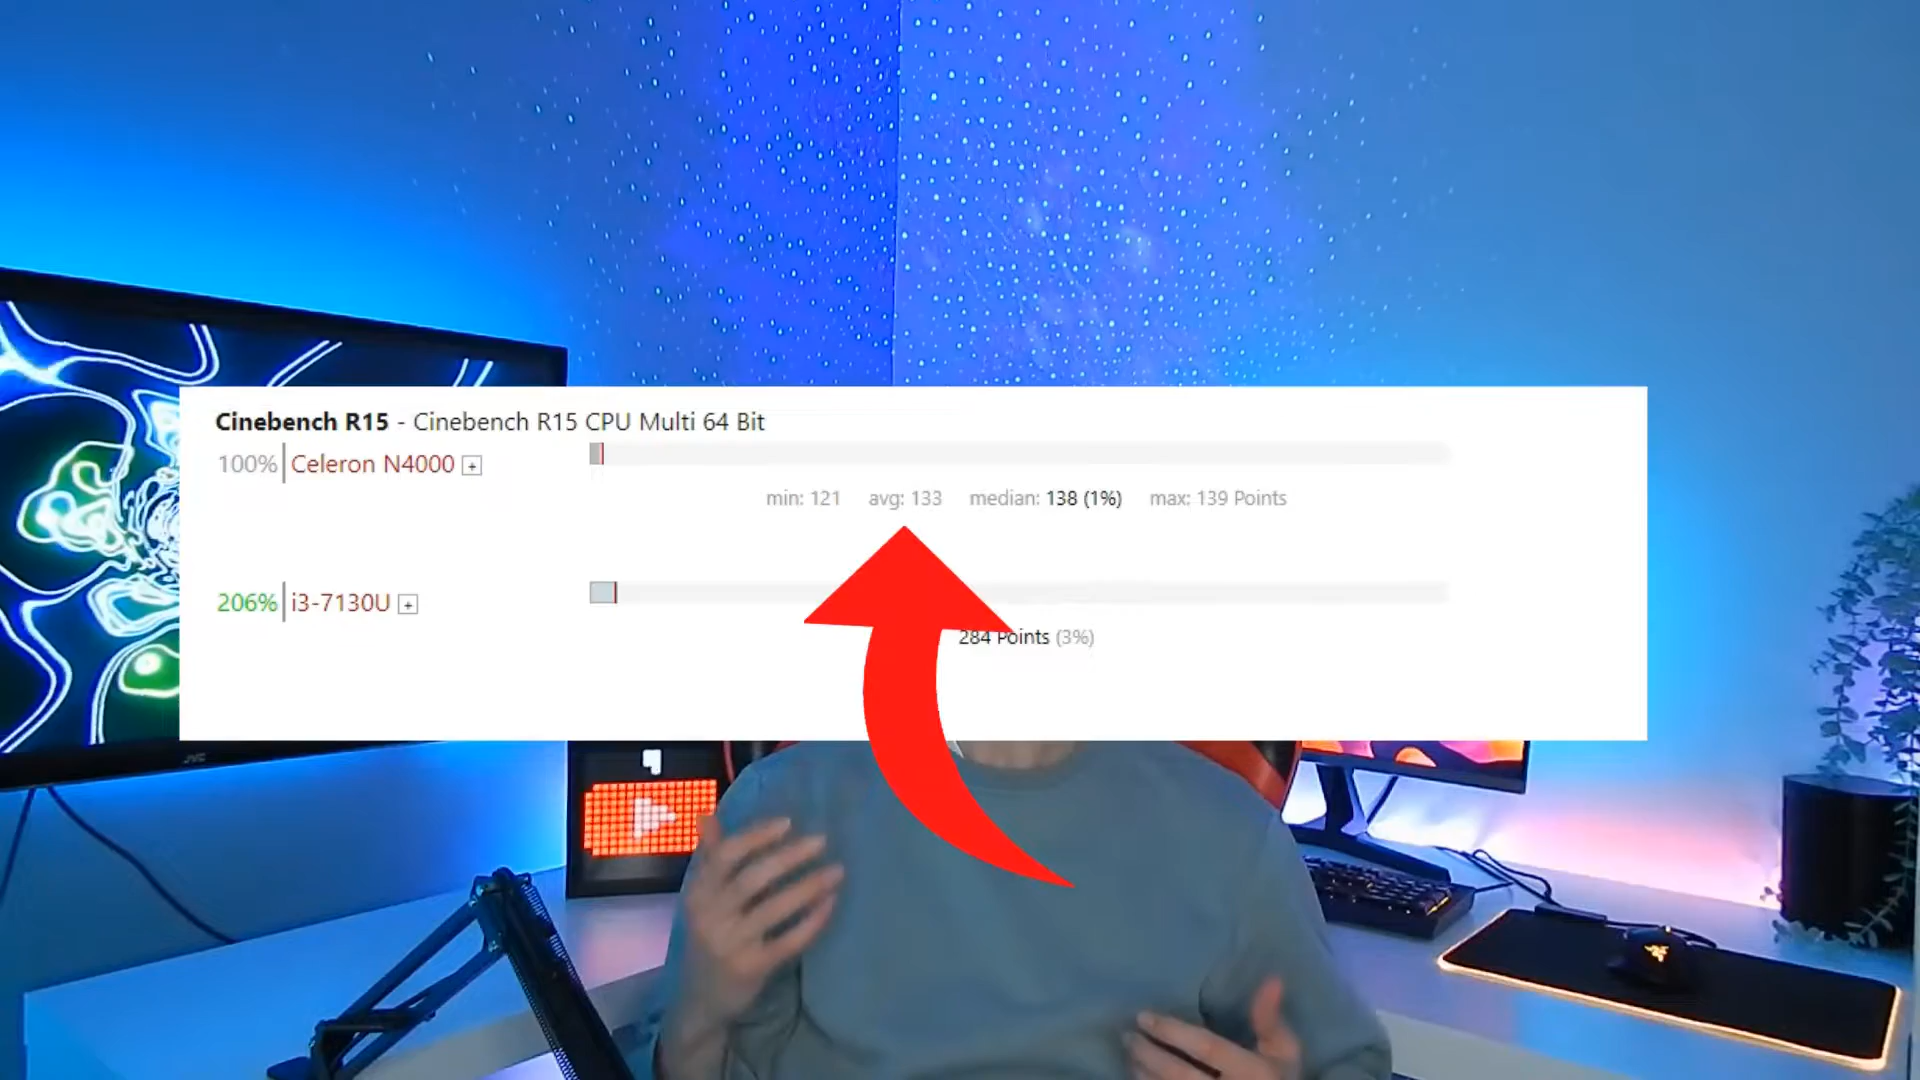 Cinebench R15 - Cinebench R15 CPU Multi 64 Bit
100% Celeron N4000 +
min: 121 avg: 133 median: 138 (1%) max: 139 Points
206% i3-7130U +
284 Points (3%)
JVC